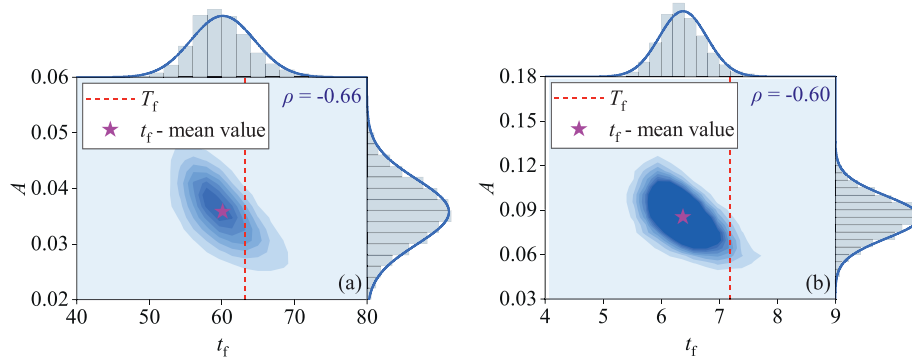 0.06
0.05
0.04
0.03
0.02
A
T_f
t_f - mean value
ρ = -0.66
(a)
40 50 60 70 80
t_f
0.18
0.15
0.12
0.09
0.06
0.03
A
T_f
t_f - mean value
ρ = -0.60
(b)
4 5 6 7 8 9
t_f